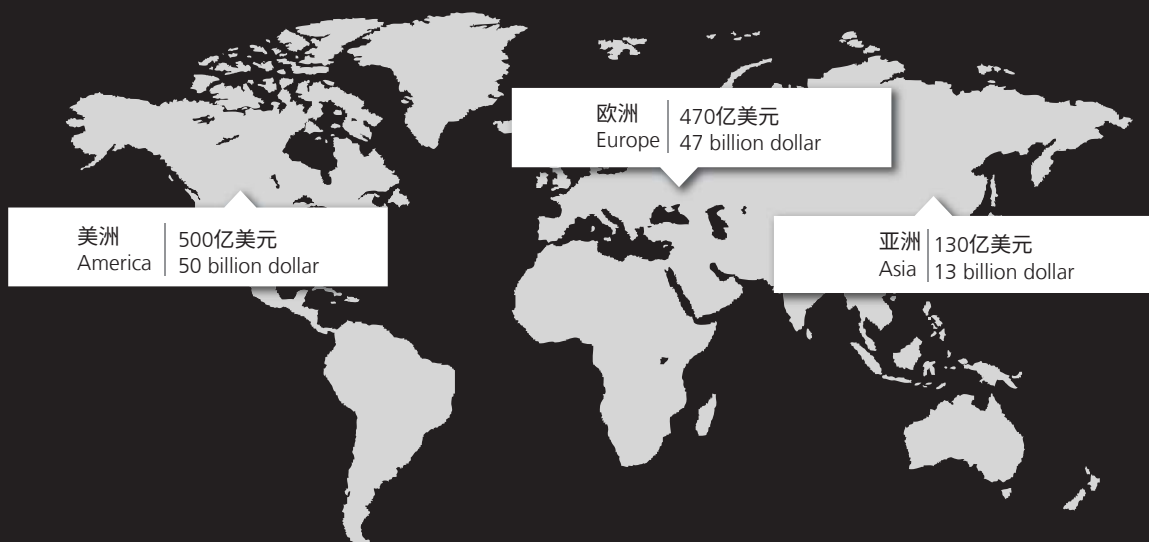 欧洲
Europe
470亿美元
47 billion dollar
美洲
America
500亿美元
50 billion dollar
亚洲
Asia
130亿美元
13 billion dollar